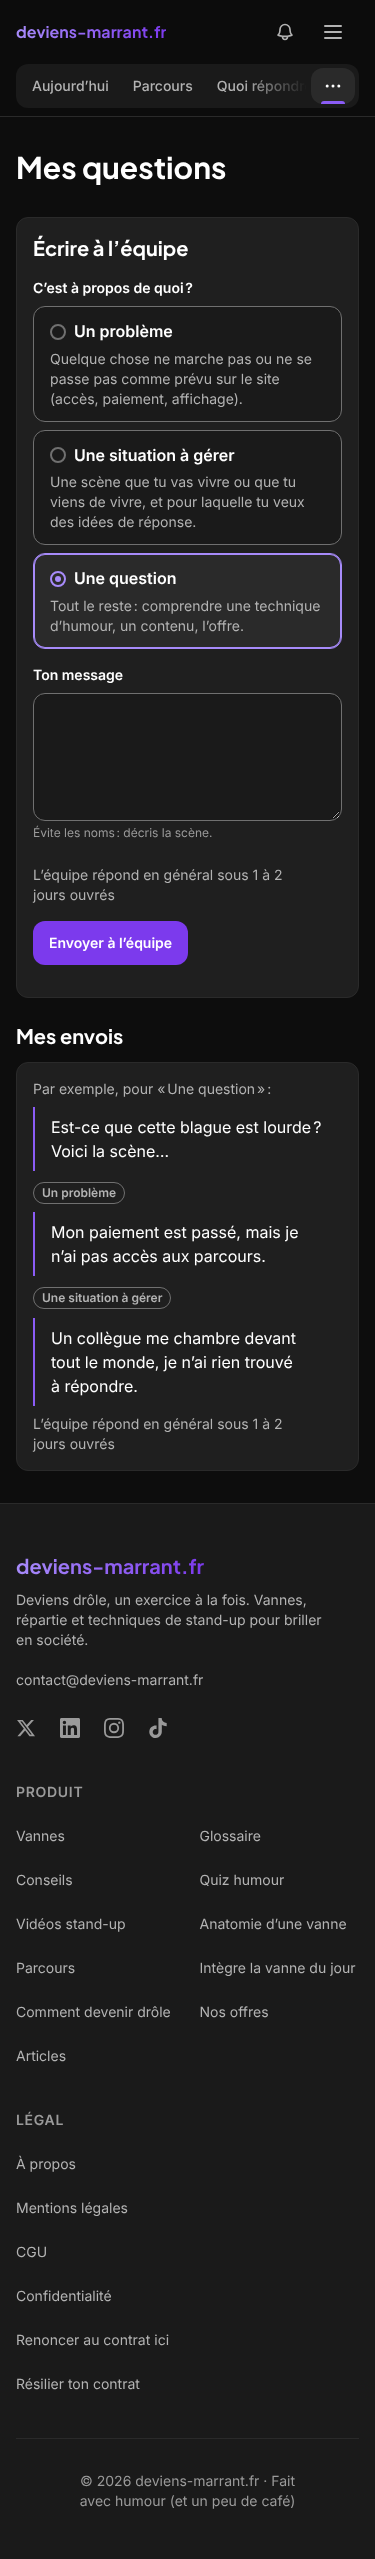 deviens-marrant.fr
Aujourd’hui Parcours Quoi répondr
Mes questions
Écrire à l’équipe
C’est à propos de quoi ?
Un problème
Quelque chose ne marche pas ou ne se
passe pas comme prévu sur le site
(accès, paiement, affichage).
Une situation à gérer
Une scène que tu vas vivre ou que tu
viens de vivre, et pour laquelle tu veux
des idées de réponse.
Une question
Tout le reste : comprendre une technique
d’humour, un contenu, l’offre.
Ton message
Évite les noms : décris la scène.
L’équipe répond en général sous 1 à 2
jours ouvrés
Envoyer à l’équipe
Mes envois
Par exemple, pour « Une question » :
Est-ce que cette blague est lourde ?
Voici la scène…
Un problème
Mon paiement est passé, mais je
n’ai pas accès aux parcours.
Une situation à gérer
Un collègue me chambre devant
tout le monde, je n’ai rien trouvé
à répondre.
L’équipe répond en général sous 1 à 2
jours ouvrés
deviens-marrant.fr
Deviens drôle, un exercice à la fois. Vannes,
répartie et techniques de stand-up pour briller
en société.
contact@deviens-marrant.fr
PRODUIT
Vannes Glossaire
Conseils Quiz humour
Vidéos stand-up Anatomie d’une vanne
Parcours Intègre la vanne du jour
Comment devenir drôle Nos offres
Articles
LÉGAL
À propos
Mentions légales
CGU
Confidentialité
Renoncer au contrat ici
Résilier ton contrat
© 2026 deviens-marrant.fr · Fait
avec humour (et un peu de café)